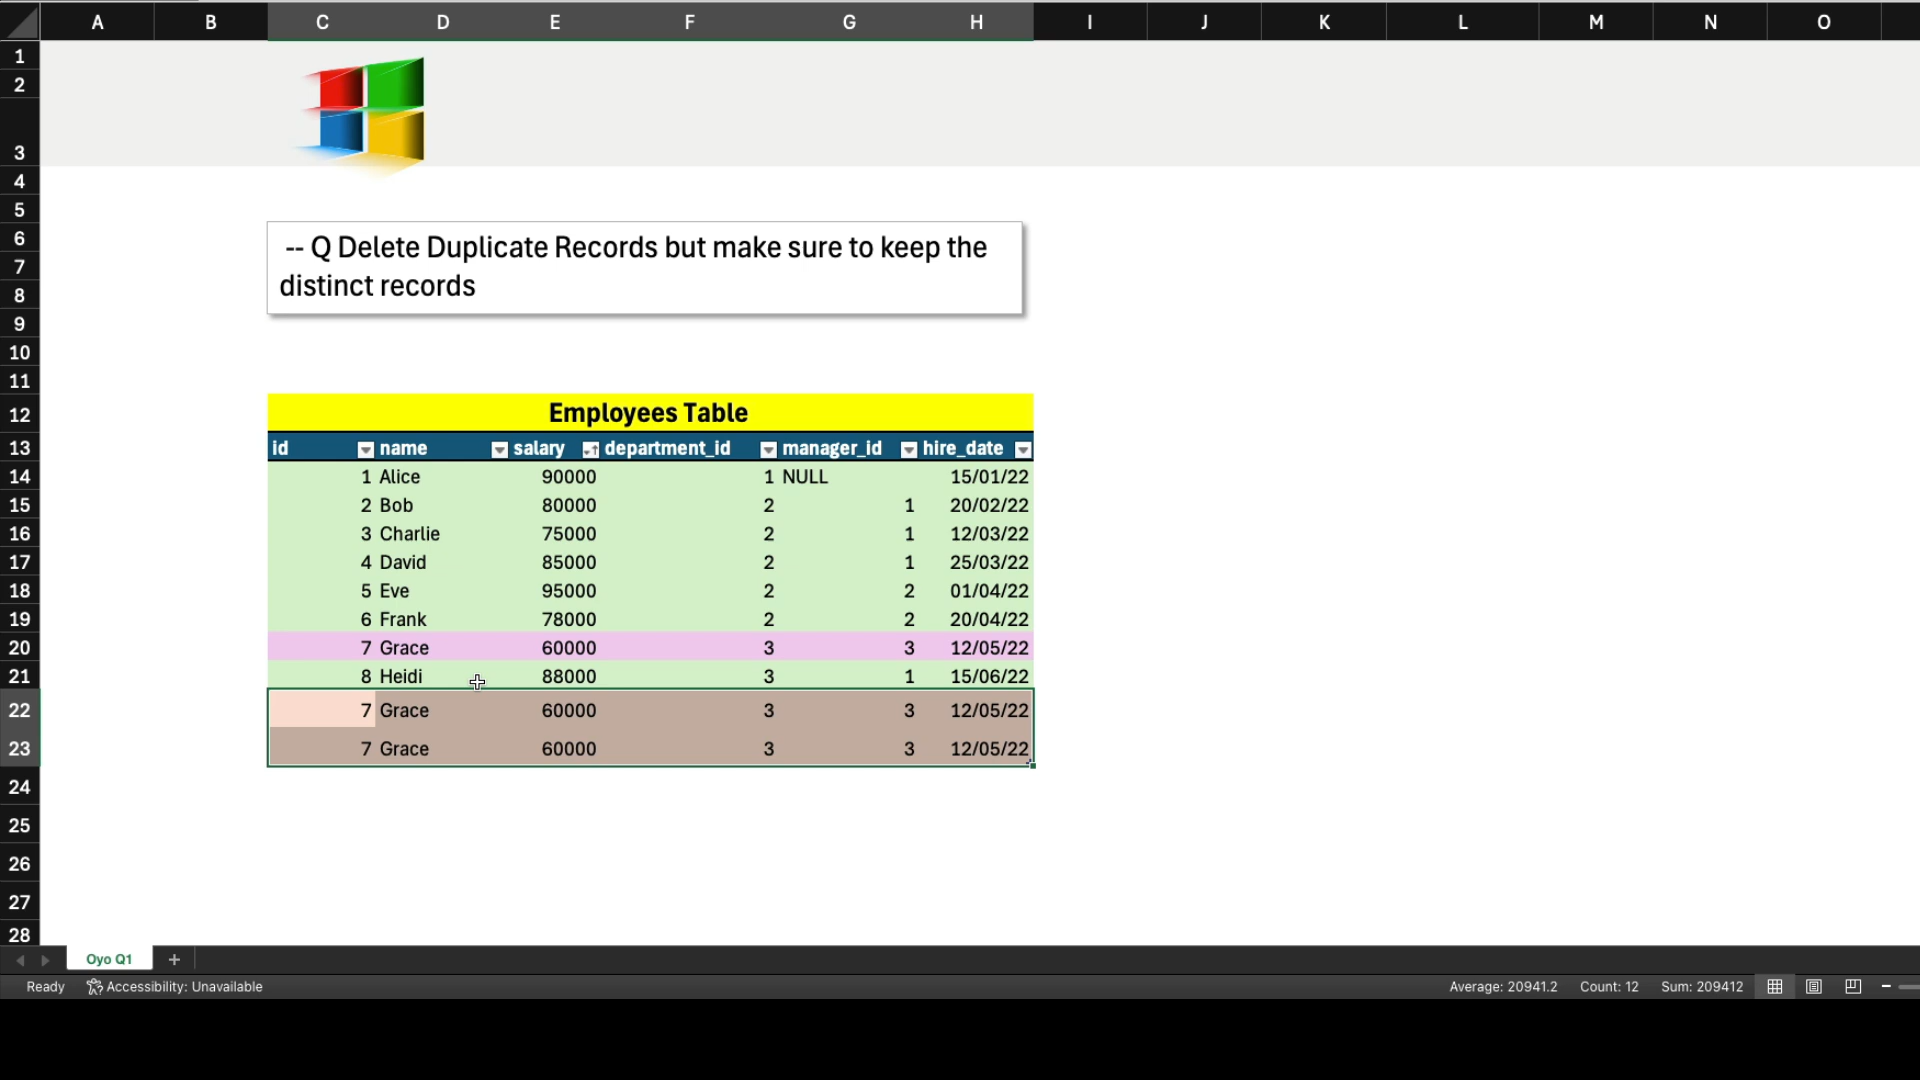 A B C D E F G H I J K L M N O
1
2
3
4
5
6 -- Q Delete Duplicate Records but make sure to keep the
7
8 distinct records
9
10
11
12 Employees Table
13 id name salary department_id manager_id hire_date
14 1 Alice 90000 1 NULL 15/01/22
15 2 Bob 80000 2 1 20/02/22
16 3 Charlie 75000 2 1 12/03/22
17 4 David 85000 2 1 25/03/22
18 5 Eve 95000 2 2 01/04/22
19 6 Frank 78000 2 2 20/04/22
20 7 Grace 60000 3 3 12/05/22
21 8 Heidi 88000 3 1 15/06/22
22 7 Grace 60000 3 3 12/05/22
23 7 Grace 60000 3 3 12/05/22
24
25
26
27
28
Oyo Q1 +
Ready Accessibility: Unavailable Average: 20941.2 Count: 12 Sum: 209412